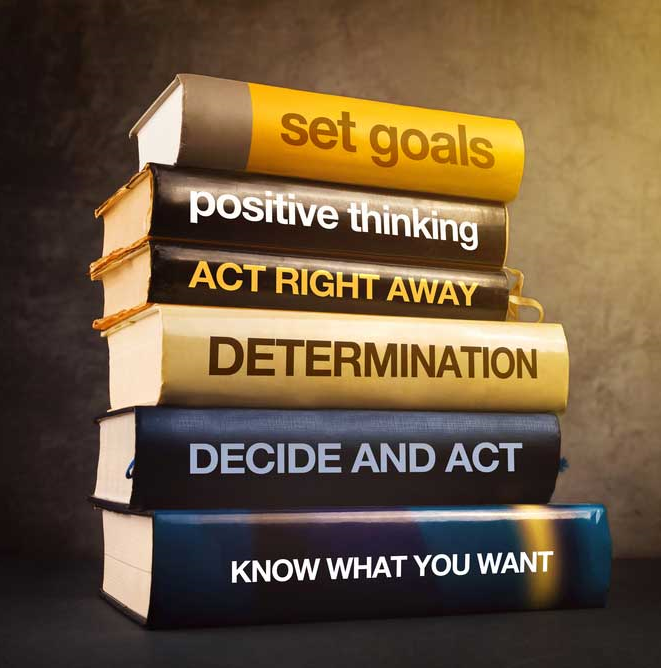 set goals
positive thinking
ACT RIGHT AWAY
DETERMINATION
DECIDE AND ACT
KNOW WHAT YOU WANT